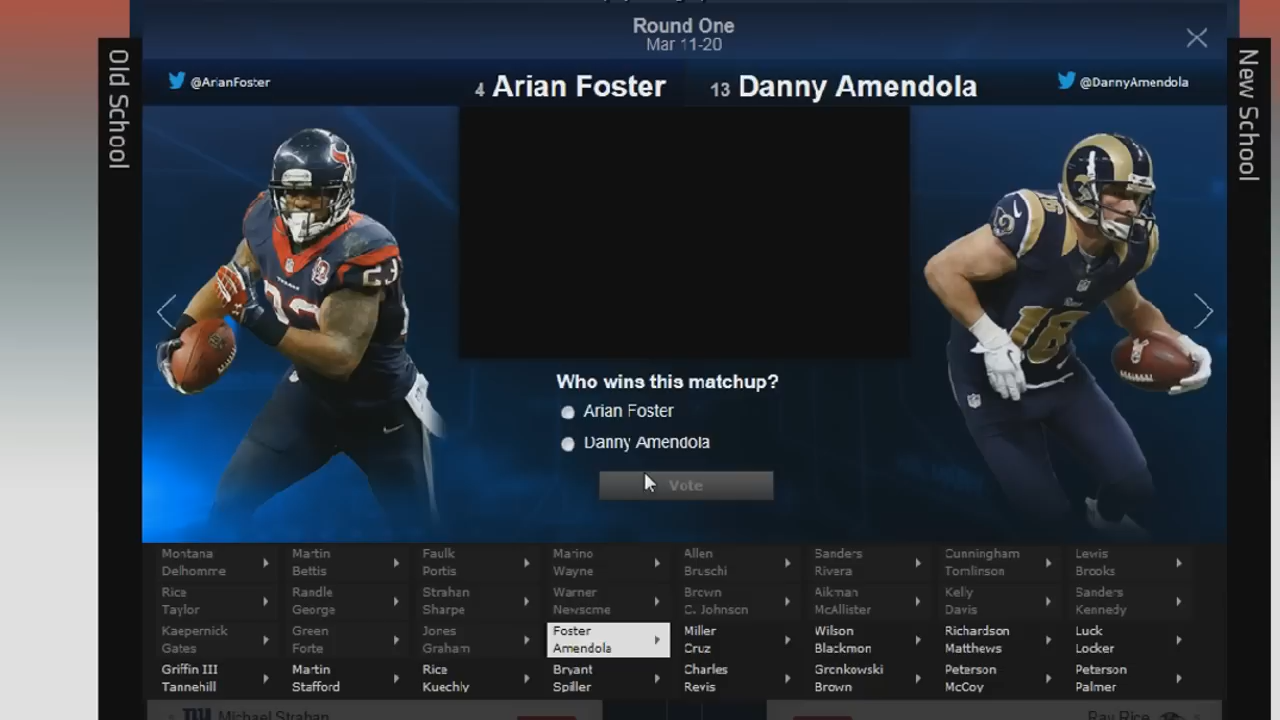 Round One
Mar 11-20
Old School
New School
@ArianFoster
4 Arian Foster
13 Danny Amendola
@DannyAmendola
23
16
18
Who wins this matchup?
Arian Foster
Danny Amendola
Vote
Montana Martin Faulk Marino Allen Sanders Cunningham Lewis
Delhomme Bettis Portis Wayne Bruschi Rivera Tomlinson Brooks
Rice Randle Strahan Warner Brown Aikman Kelly Sanders
Taylor George Sharpe Newsome C. Johnson McAllister Davis Kennedy
Kaepernick Green Jones Foster Miller Wilson Richardson Luck
Gates Forte Graham Amendola Cruz Blackmon Matthews Locker
Griffin III Martin Rice Bryant Charles Gronkowski Peterson Peterson
Tannehill Stafford Kuechly Spiller Revis Brown McCoy Palmer
Michael Strahan
Ray Rice